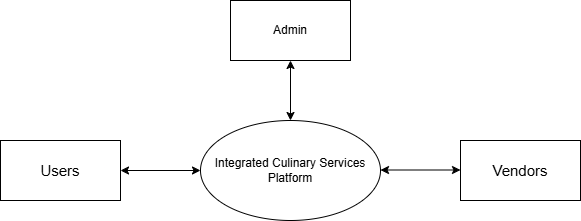 Admin
Integrated Culinary Services
Platform
Users
Vendors